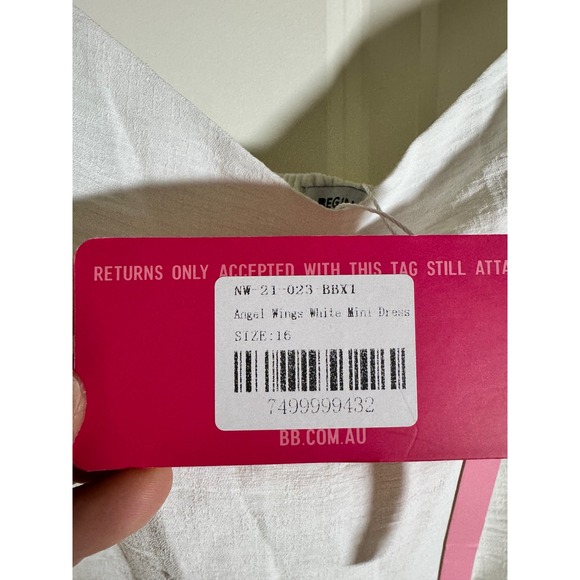 RETURNS ONLY ACCEPTED WITH THIS TAG STILL ATTA
NW-21-023-BBX1
Angel Wings White Mini Dress
SIZE:16
7499999432
BB.COM.AU